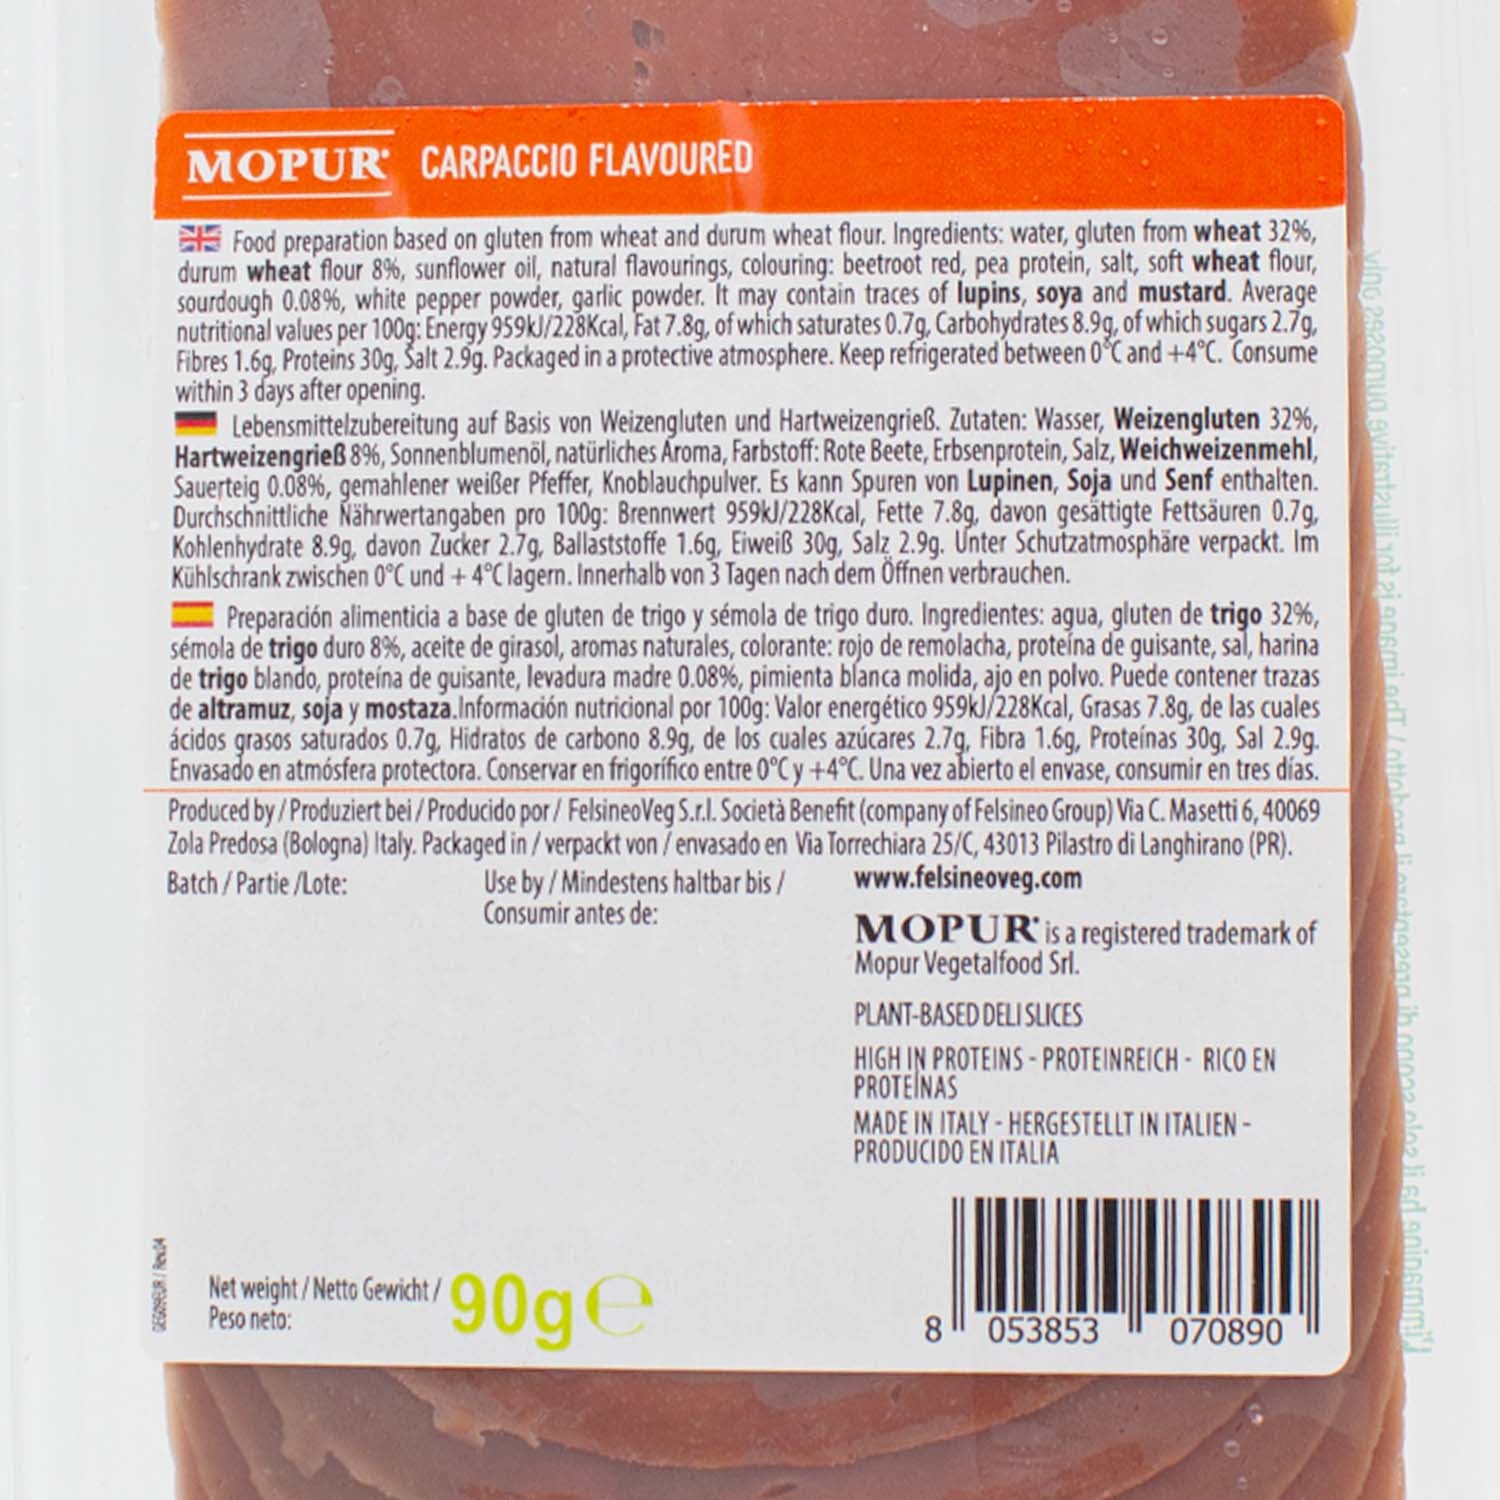 MOPUR® CARPACCIO FLAVOURED
Food preparation based on gluten from wheat and durum wheat flour. Ingredients: water, gluten from wheat 32%,
durum wheat flour 8%, sunflower oil, natural flavourings, colouring: beetroot red, pea protein, salt, soft wheat flour,
sourdough 0.08%, white pepper powder, garlic powder. It may contain traces of lupins, soya and mustard. Average
nutritional values per 100g: Energy 959kJ/228Kcal, Fat 7.8g, of which saturates 0.7g, Carbohydrates 8.9g, of which sugars 2.7g,
Fibres 1.6g, Proteins 30g, Salt 2.9g. Packaged in a protective atmosphere. Keep refrigerated between 0°C and +4°C. Consume
within 3 days after opening.
Lebensmittelzubereitung auf Basis von Weizengluten und Hartweizengrieß. Zutaten: Wasser, Weizengluten 32%,
Hartweizengrieß 8%, Sonnenblumenöl, natürliches Aroma, Farbstoff: Rote Beete, Erbsenprotein, Salz, Weichweizenmehl,
Sauerteig 0.08%, gemahlener weißer Pfeffer, Knoblauchpulver. Es kann Spuren von Lupinen, Soja und Senf enthalten.
Durchschnittliche Nährwertangaben pro 100g: Brennwert 959kJ/228Kcal, Fette 7.8g, davon gesättigte Fettsäuren 0.7g,
Kohlenhydrate 8.9g, davon Zucker 2.7g, Ballaststoffe 1.6g, Eiweiß 30g, Salz 2.9g. Unter Schutzatmosphäre verpackt. Im
Kühlschrank zwischen 0°C und + 4°C lagern. Innerhalb von 3 Tagen nach dem Öffnen verbrauchen.
Preparación alimenticia a base de gluten de trigo y sémola de trigo duro. Ingredientes: agua, gluten de trigo 32%,
sémola de trigo duro 8%, aceite de girasol, aromas naturales, colorante: rojo de remolacha, proteína de guisante, sal, harina
de trigo blando, proteína de guisante, levadura madre 0.08%, pimienta blanca molida, ajo en polvo. Puede contener trazas
de altramuz, soja y mostaza.Información nutricional por 100g: Valor energético 959kJ/228Kcal, Grasas 7.8g, de las cuales
ácidos grasos saturados 0.7g, Hidratos de carbono 8.9g, de los cuales azúcares 2.7g, Fibra 1.6g, Proteínas 30g, Sal 2.9g.
Envasado en atmósfera protectora. Conservar en frigorífico entre 0°C y +4°C. Una vez abierto el envase, consumir en tres días.
Produced by / Produziert bei / Producido por / FelsineoVeg S.r.l. Società Benefit (company of Felsineo Group) Via C. Masetti 6, 40069
Zola Predosa (Bologna) Italy. Packaged in / verpackt von / envasado en Via Torrechiara 25/C, 43013 Pilastro di Langhirano (PR).
Batch / Partie /Lote:
Use by / Mindestens haltbar bis /
Consumir antes de:
www.felsineoveg.com
MOPUR® is a registered trademark of
Mopur Vegetalfood Srl.
PLANT-BASED DELI SLICES
HIGH IN PROTEINS - PROTEINREICH - RICO EN
PROTEÍNAS
MADE IN ITALY - HERGESTELLT IN ITALIEN -
PRODUCIDO EN ITALIA
Net weight / Netto Gewicht /
Peso neto:
90g e
8 053853 070890
L'immagine ha il solo scopo di presentare il prodotto / The image is for illustrative purposes only